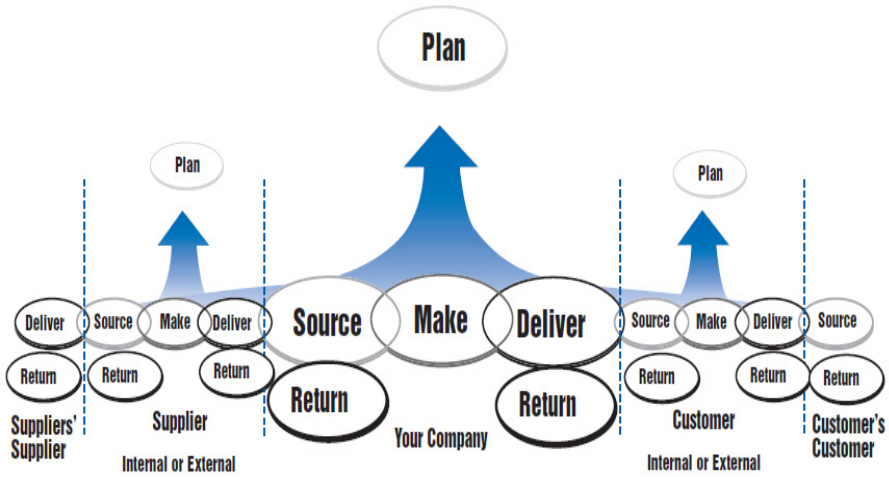 Plan
Plan
Plan
Deliver
Source
Make
Deliver
Source
Make
Deliver
Source
Make
Deliver
Source
Return
Return
Return
Return
Return
Return
Return
Return
Suppliers'
Supplier
Supplier
Internal or External
Your Company
Customer
Internal or External
Customer's
Customer